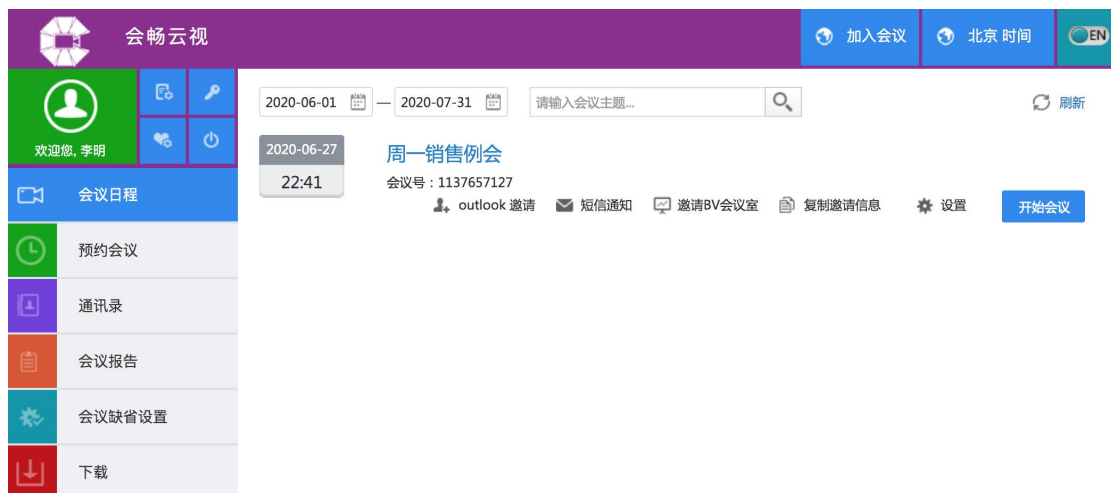 会畅云视
加入会议
北京 时间
EN
欢迎您, 李明
2020-06-01 — 2020-07-31 请输入会议主题... 刷新
2020-06-27
22:41
周一销售例会
会议号：1137657127
outlook 邀请 短信通知 邀请BV会议室 复制邀请信息 设置 开始会议
会议日程
预约会议
通讯录
会议报告
会议缺省设置
下载